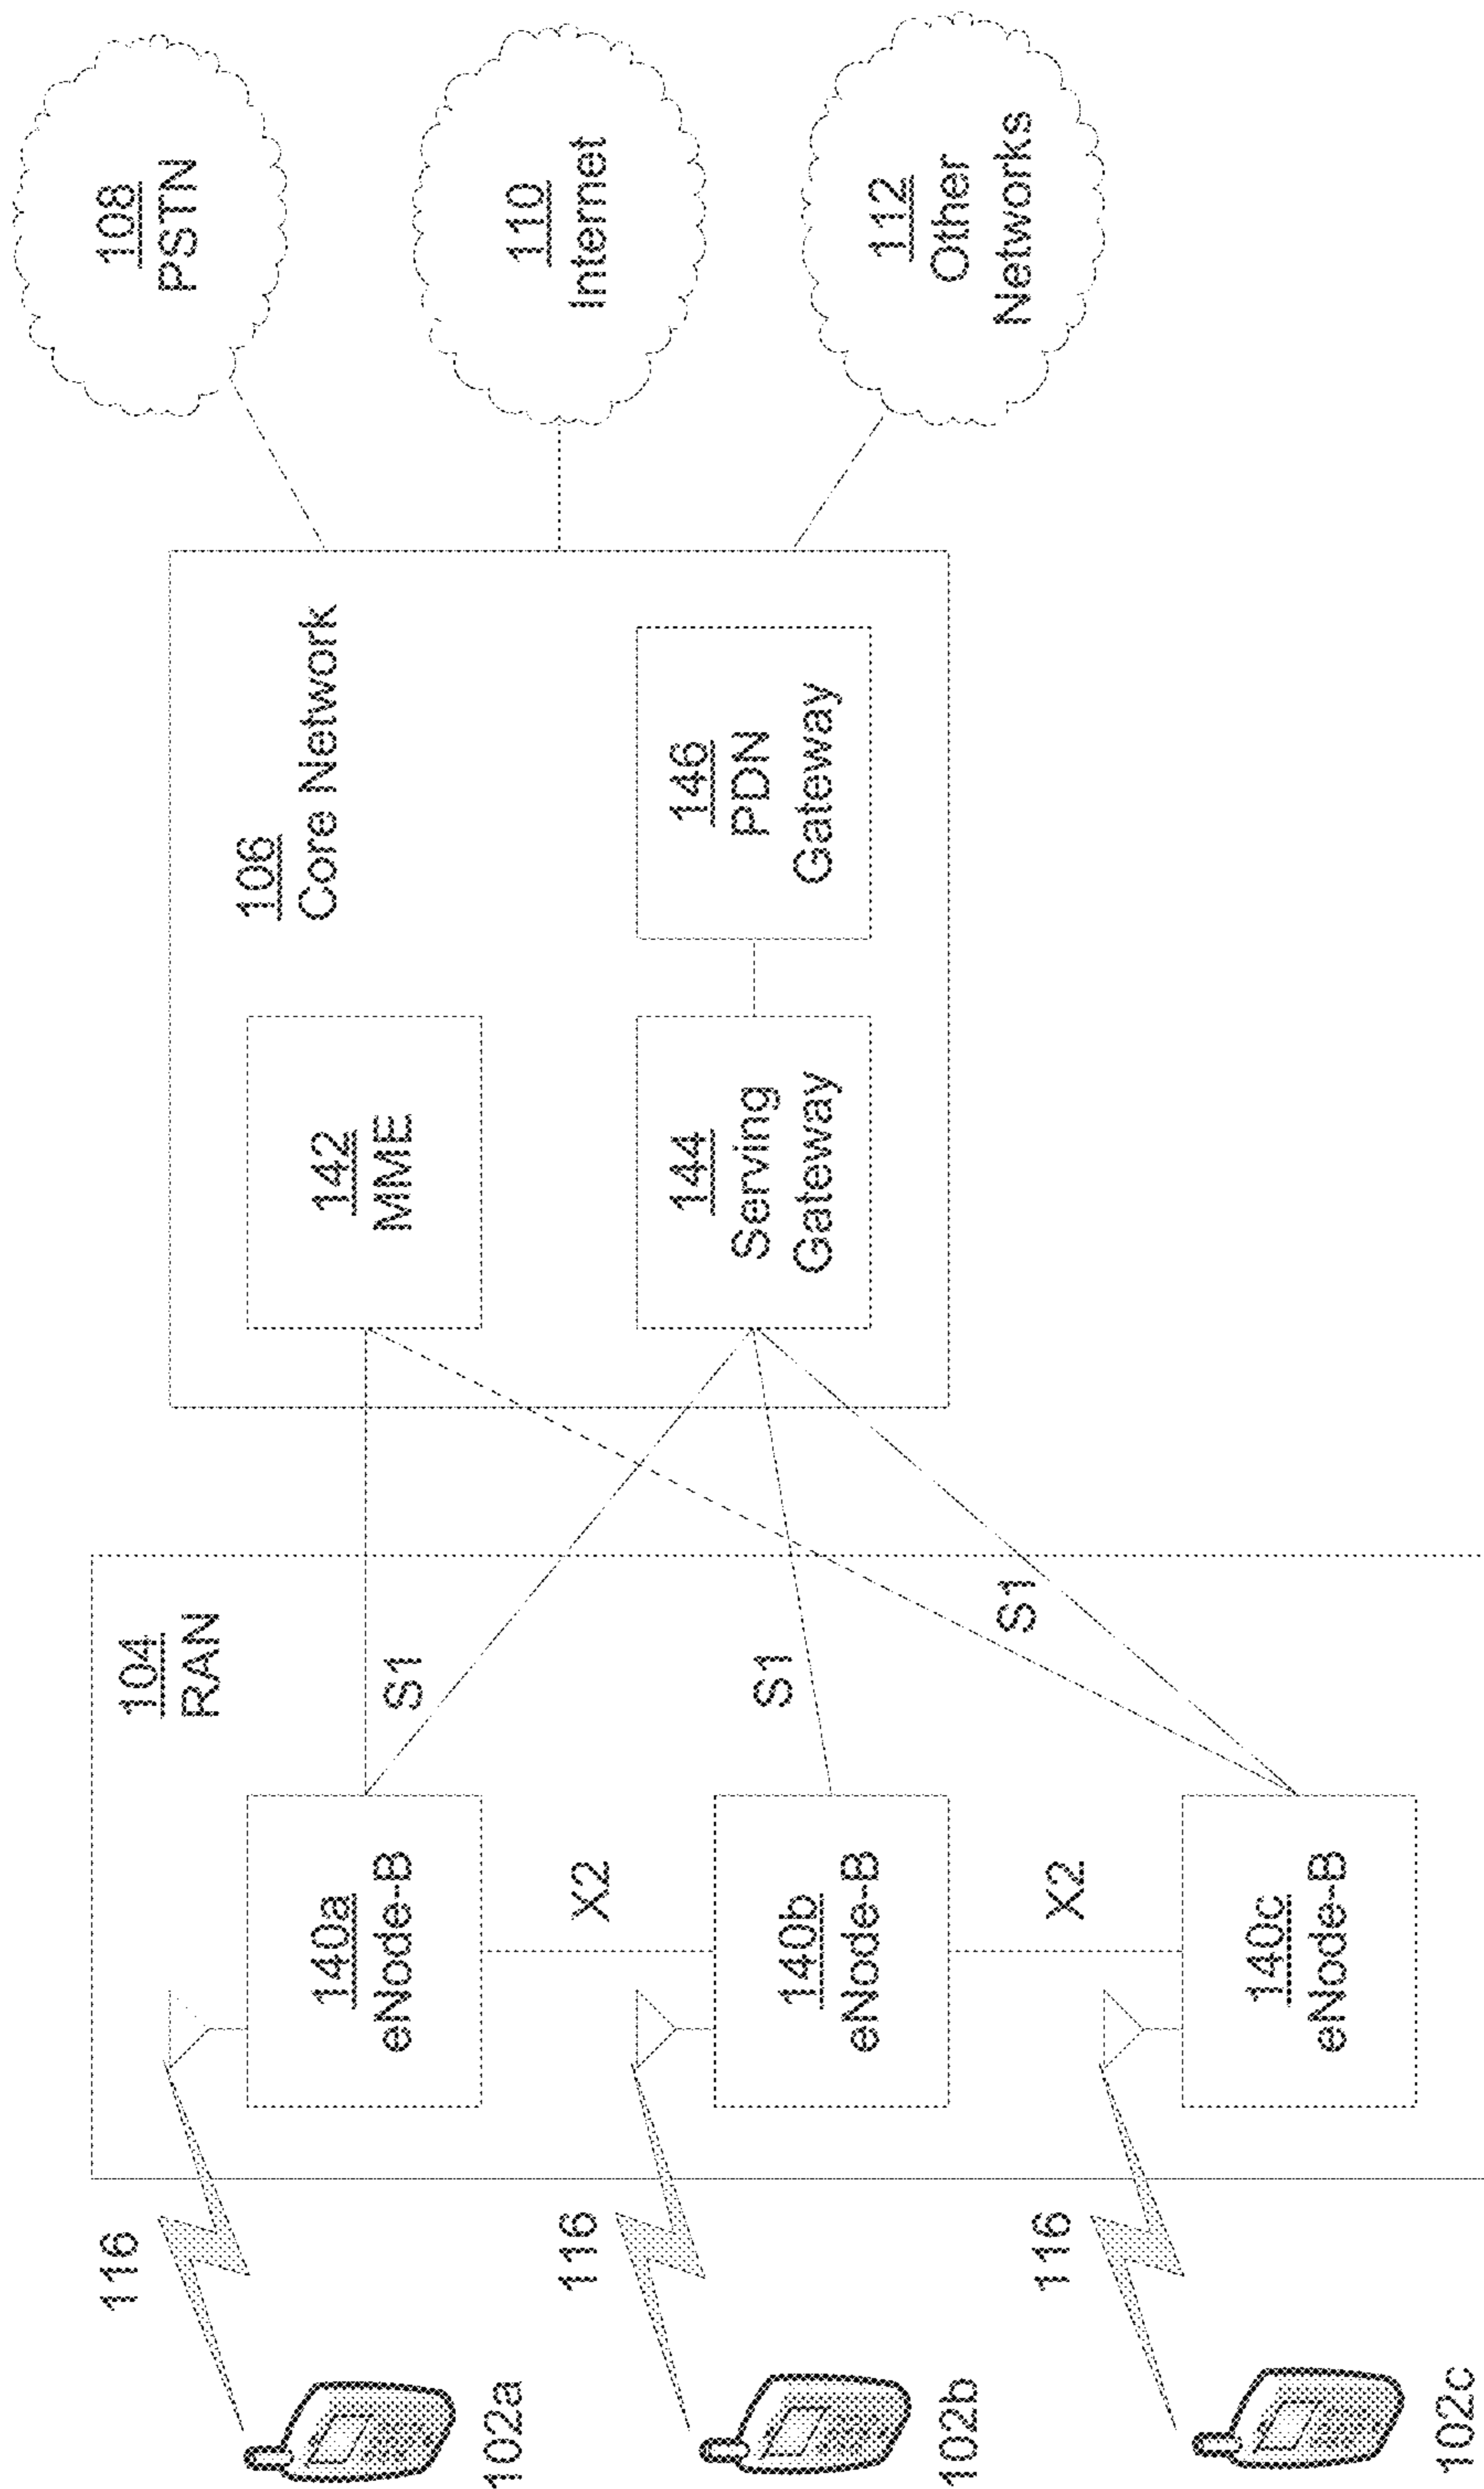 104
RAN
116
102a
140a
eNode-B
S1
X2
116
102b
140b
eNode-B
S1
X2
116
102c
140c
eNode-B
S1
106
Core Network
142
MME
144
Serving
Gateway
146
PDN
Gateway
108
PSTN
110
Internet
112
Other
Networks